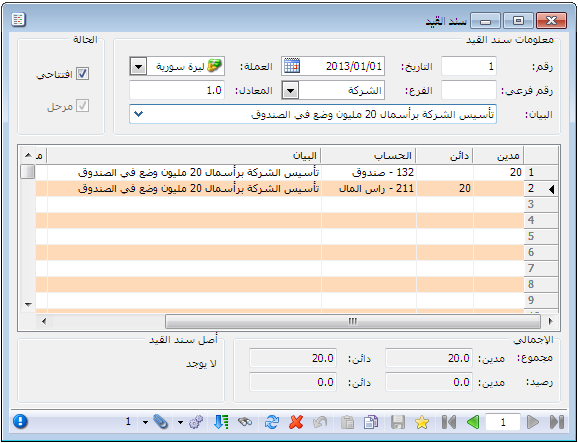 سند القيد
معلومات سند القيد
رقم: 1 التاريخ: 2013/01/01 العملة: ليرة سورية
رقم فرعي: الفرع: الشركة المعادل: 1.0
البيان: تأسيس الشركة برأسمال 20 مليون وضع في الصندوق
الحالة
افتتاحي
مرحل
مدين دائن الحساب البيان م
1 20 132 - صندوق تأسيس الشركة برأسمال 20 مليون وضع في الصندوق
2 20 211 - راس المال تأسيس الشركة برأسمال 20 مليون وضع في الصندوق
3
4
5
6
7
8
9
الإجمالي
مجموع: مدين: 20.0 دائن: 20.0
رصيد: مدين: 0.0 دائن: 0.0
أصل سند القيد
لا يوجد
1 1